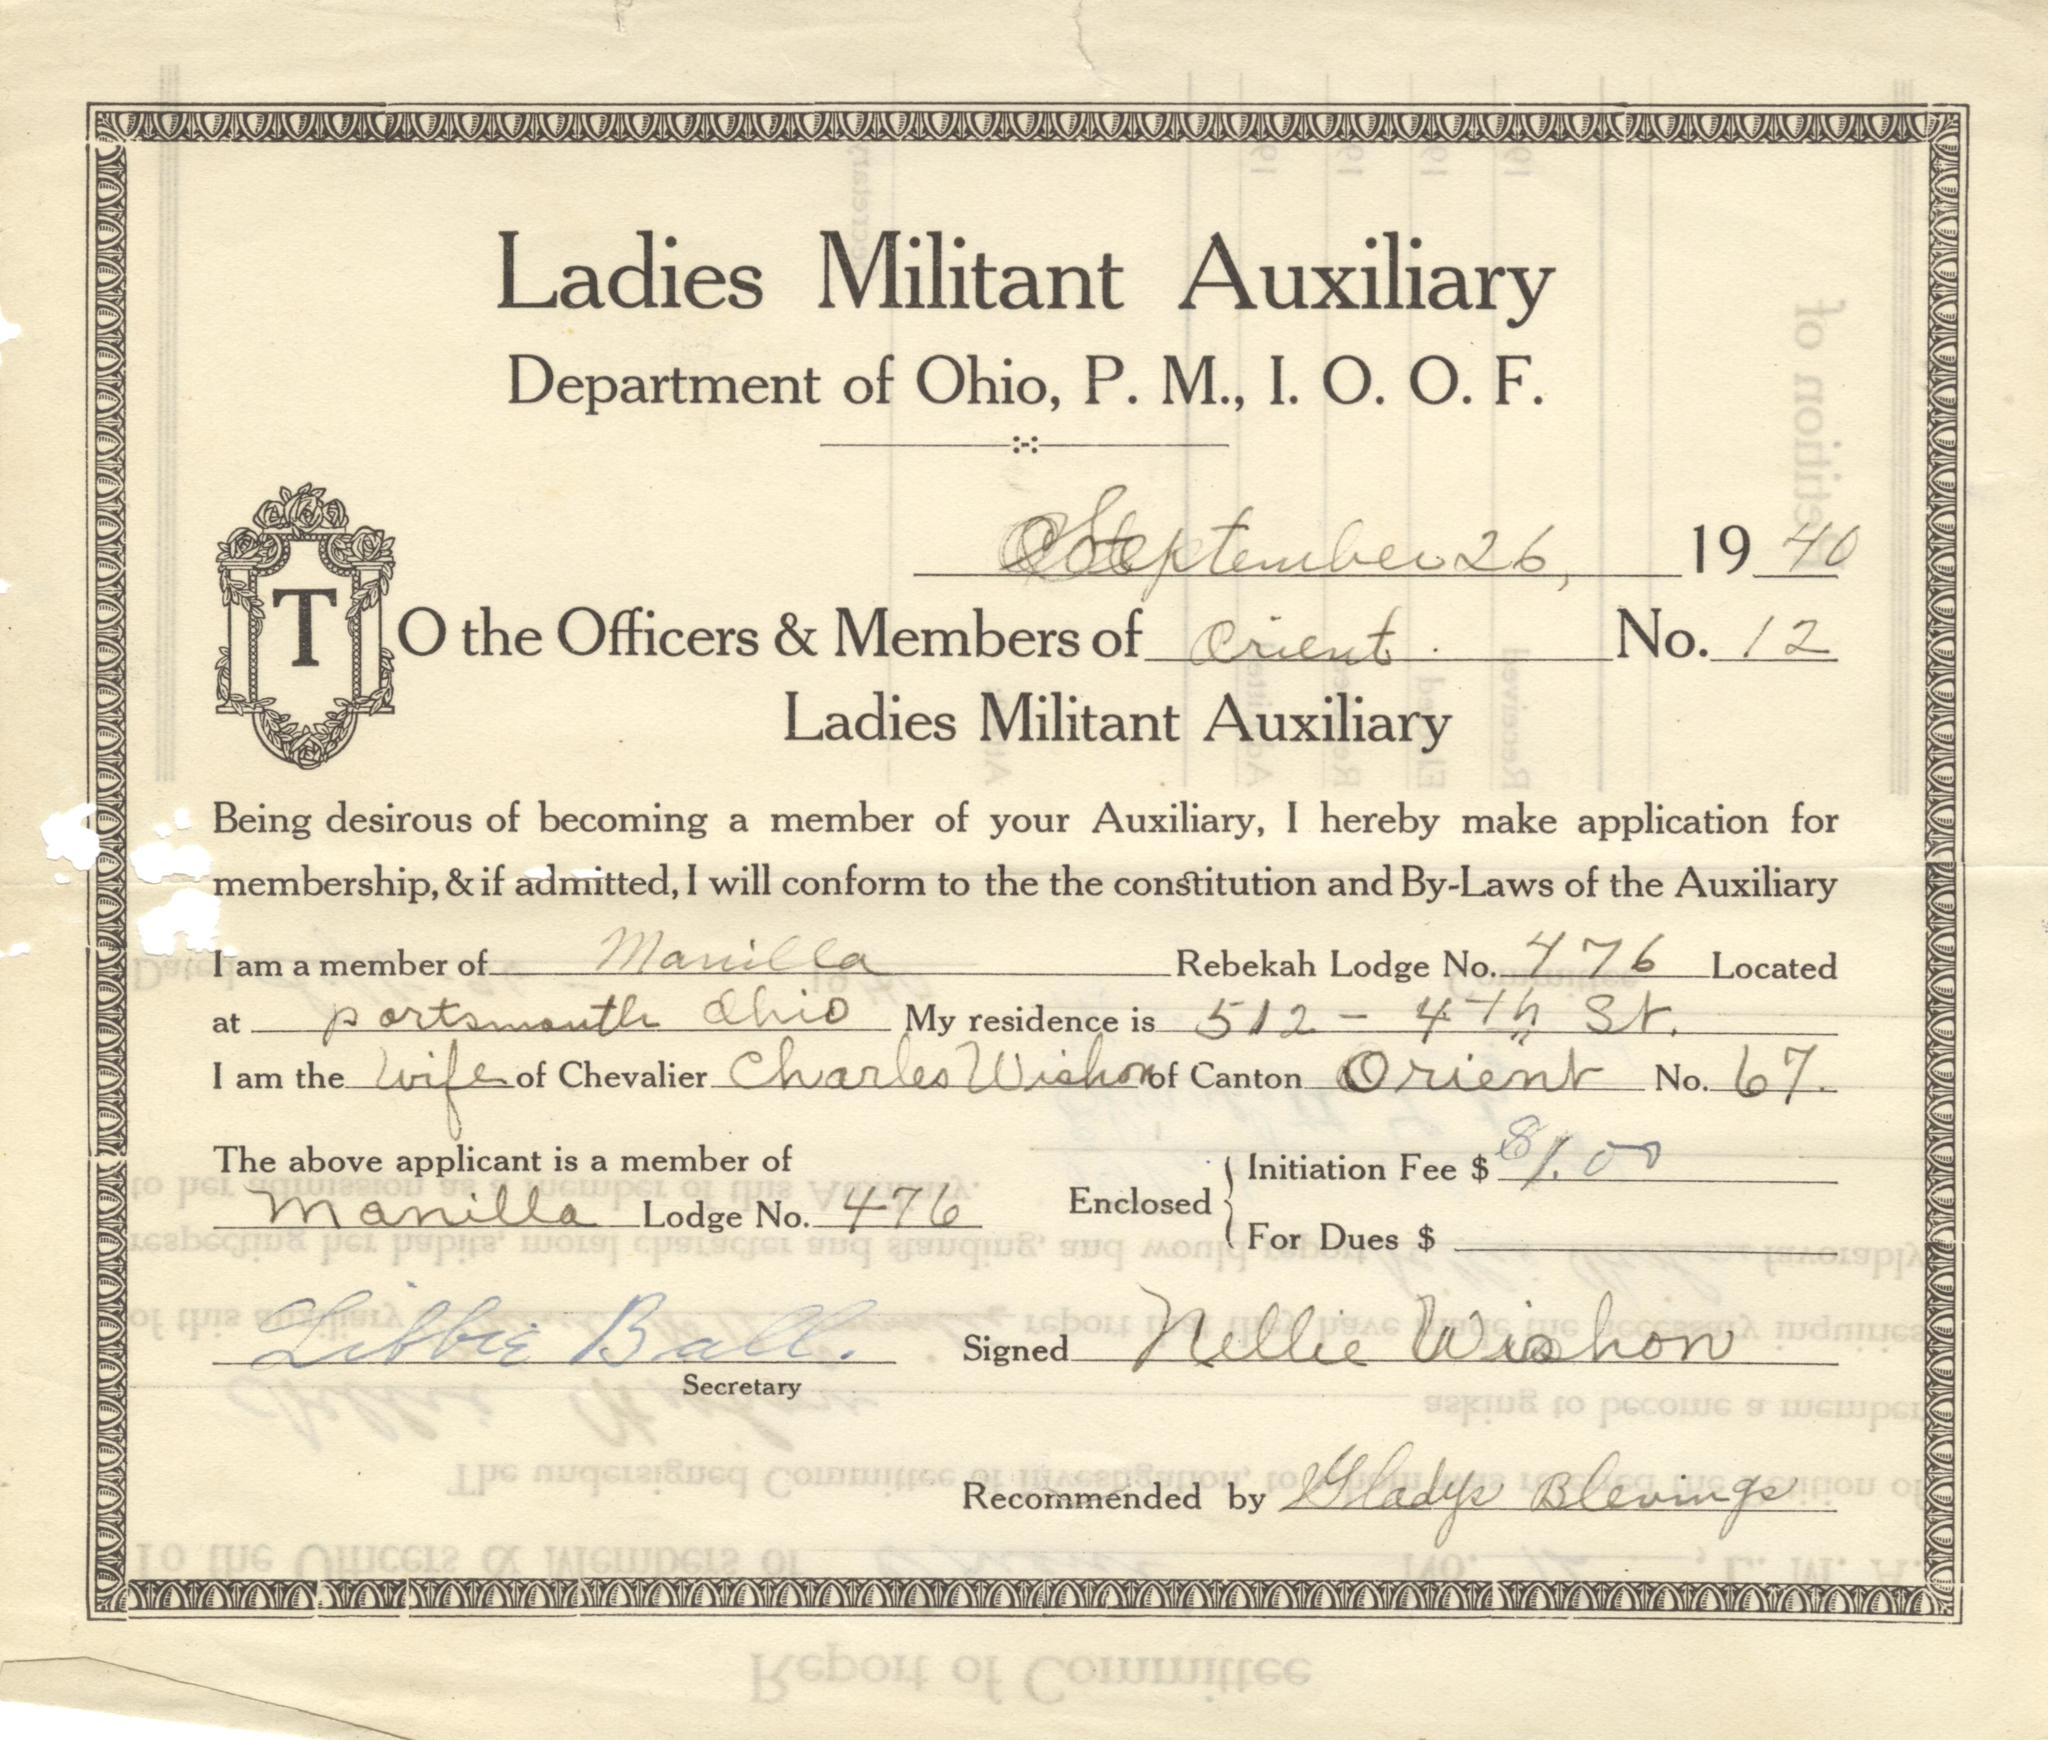 Ladies Militant Auxiliary
Department of Ohio, P. M., I. O. O. F.
September 26, 1940
TO the Officers & Members of Orient. No. 12
Ladies Militant Auxiliary
Being desirous of becoming a member of your Auxiliary, I hereby make application for
membership, & if admitted, I will conform to the the constitution and By-Laws of the Auxiliary
I am a member of Manilla Rebekah Lodge No. 476 Located
at Portsmouth Ohio My residence is 512 - 4th St.
I am the wife of Chevalier Charles Wishon of Canton Orient No. 67.
The above applicant is a member of
Manilla Lodge No. 476
Enclosed { Initiation Fee $ 1.00
For Dues $
Libbie Ball.
Secretary
Signed Nellie Wishon
Recommended by Gladys Blevings
Report of Committee